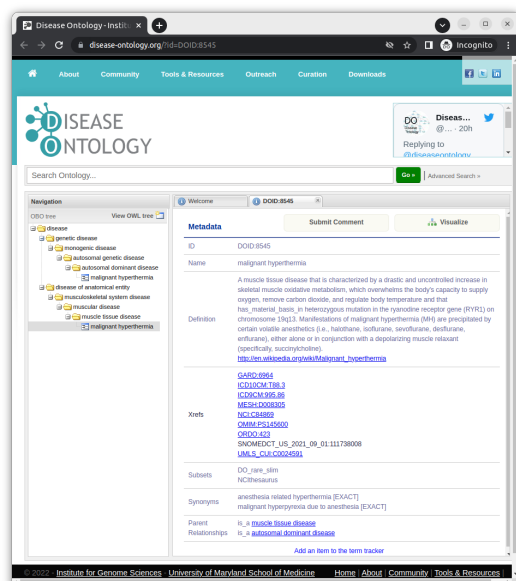 Disease Ontology - Instit
disease-ontology.org/?id=DOID:8545
Incognito
About
Community
Tools & Resources
Outreach
Curation
Downloads
DISEASE
ONTOLOGY
DO
Diseas...
@... · 20h
Replying to
@diseaseontology
Search Ontology...
Go »
Advanced Search »
Navigation
OBO tree
View OWL tree
disease
genetic disease
monogenic disease
autosomal genetic disease
autosomal dominant disease
malignant hyperthermia
disease of anatomical entity
musculoskeletal system disease
muscular disease
muscle tissue disease
malignant hyperthermia
Welcome
DOID:8545
Metadata
Submit Comment
Visualize
ID
DOID:8545
Name
malignant hyperthermia
Definition
A muscle tissue disease that is characterized by a drastic and uncontrolled increase in
skeletal muscle oxidative metabolism, which overwhelms the body's capacity to supply
oxygen, remove carbon dioxide, and regulate body temperature and that
has_material_basis_in heterozygous mutation in the ryanodine receptor gene (RYR1) on
chromosome 19q13. Manifestations of malignant hyperthermia (MH) are precipitated by
certain volatile anesthetics (i.e., halothane, isoflurane, sevoflurane, desflurane,
enflurane), either alone or in conjunction with a depolarizing muscle relaxant
(specifically, succinylcholine).
http://en.wikipedia.org/wiki/Malignant_hyperthermia
Xrefs
GARD:6964
ICD10CM:T88.3
ICD9CM:995.86
MESH:D008305
NCI:C84869
OMIM:PS145600
ORDO:423
SNOMEDCT_US_2021_09_01:111738008
UMLS_CUI:C0024591
Subsets
DO_rare_slim
NCIthesaurus
Synonyms
anesthesia related hyperthermia [EXACT]
malignant hyperpyrexia due to anesthesia [EXACT]
Parent
Relationships
is_a muscle tissue disease
is_a autosomal dominant disease
Add an item to the term tracker
© 2022 - Institute for Genome Sciences - University of Maryland School of Medicine
Home | About | Community | Tools & Resources |